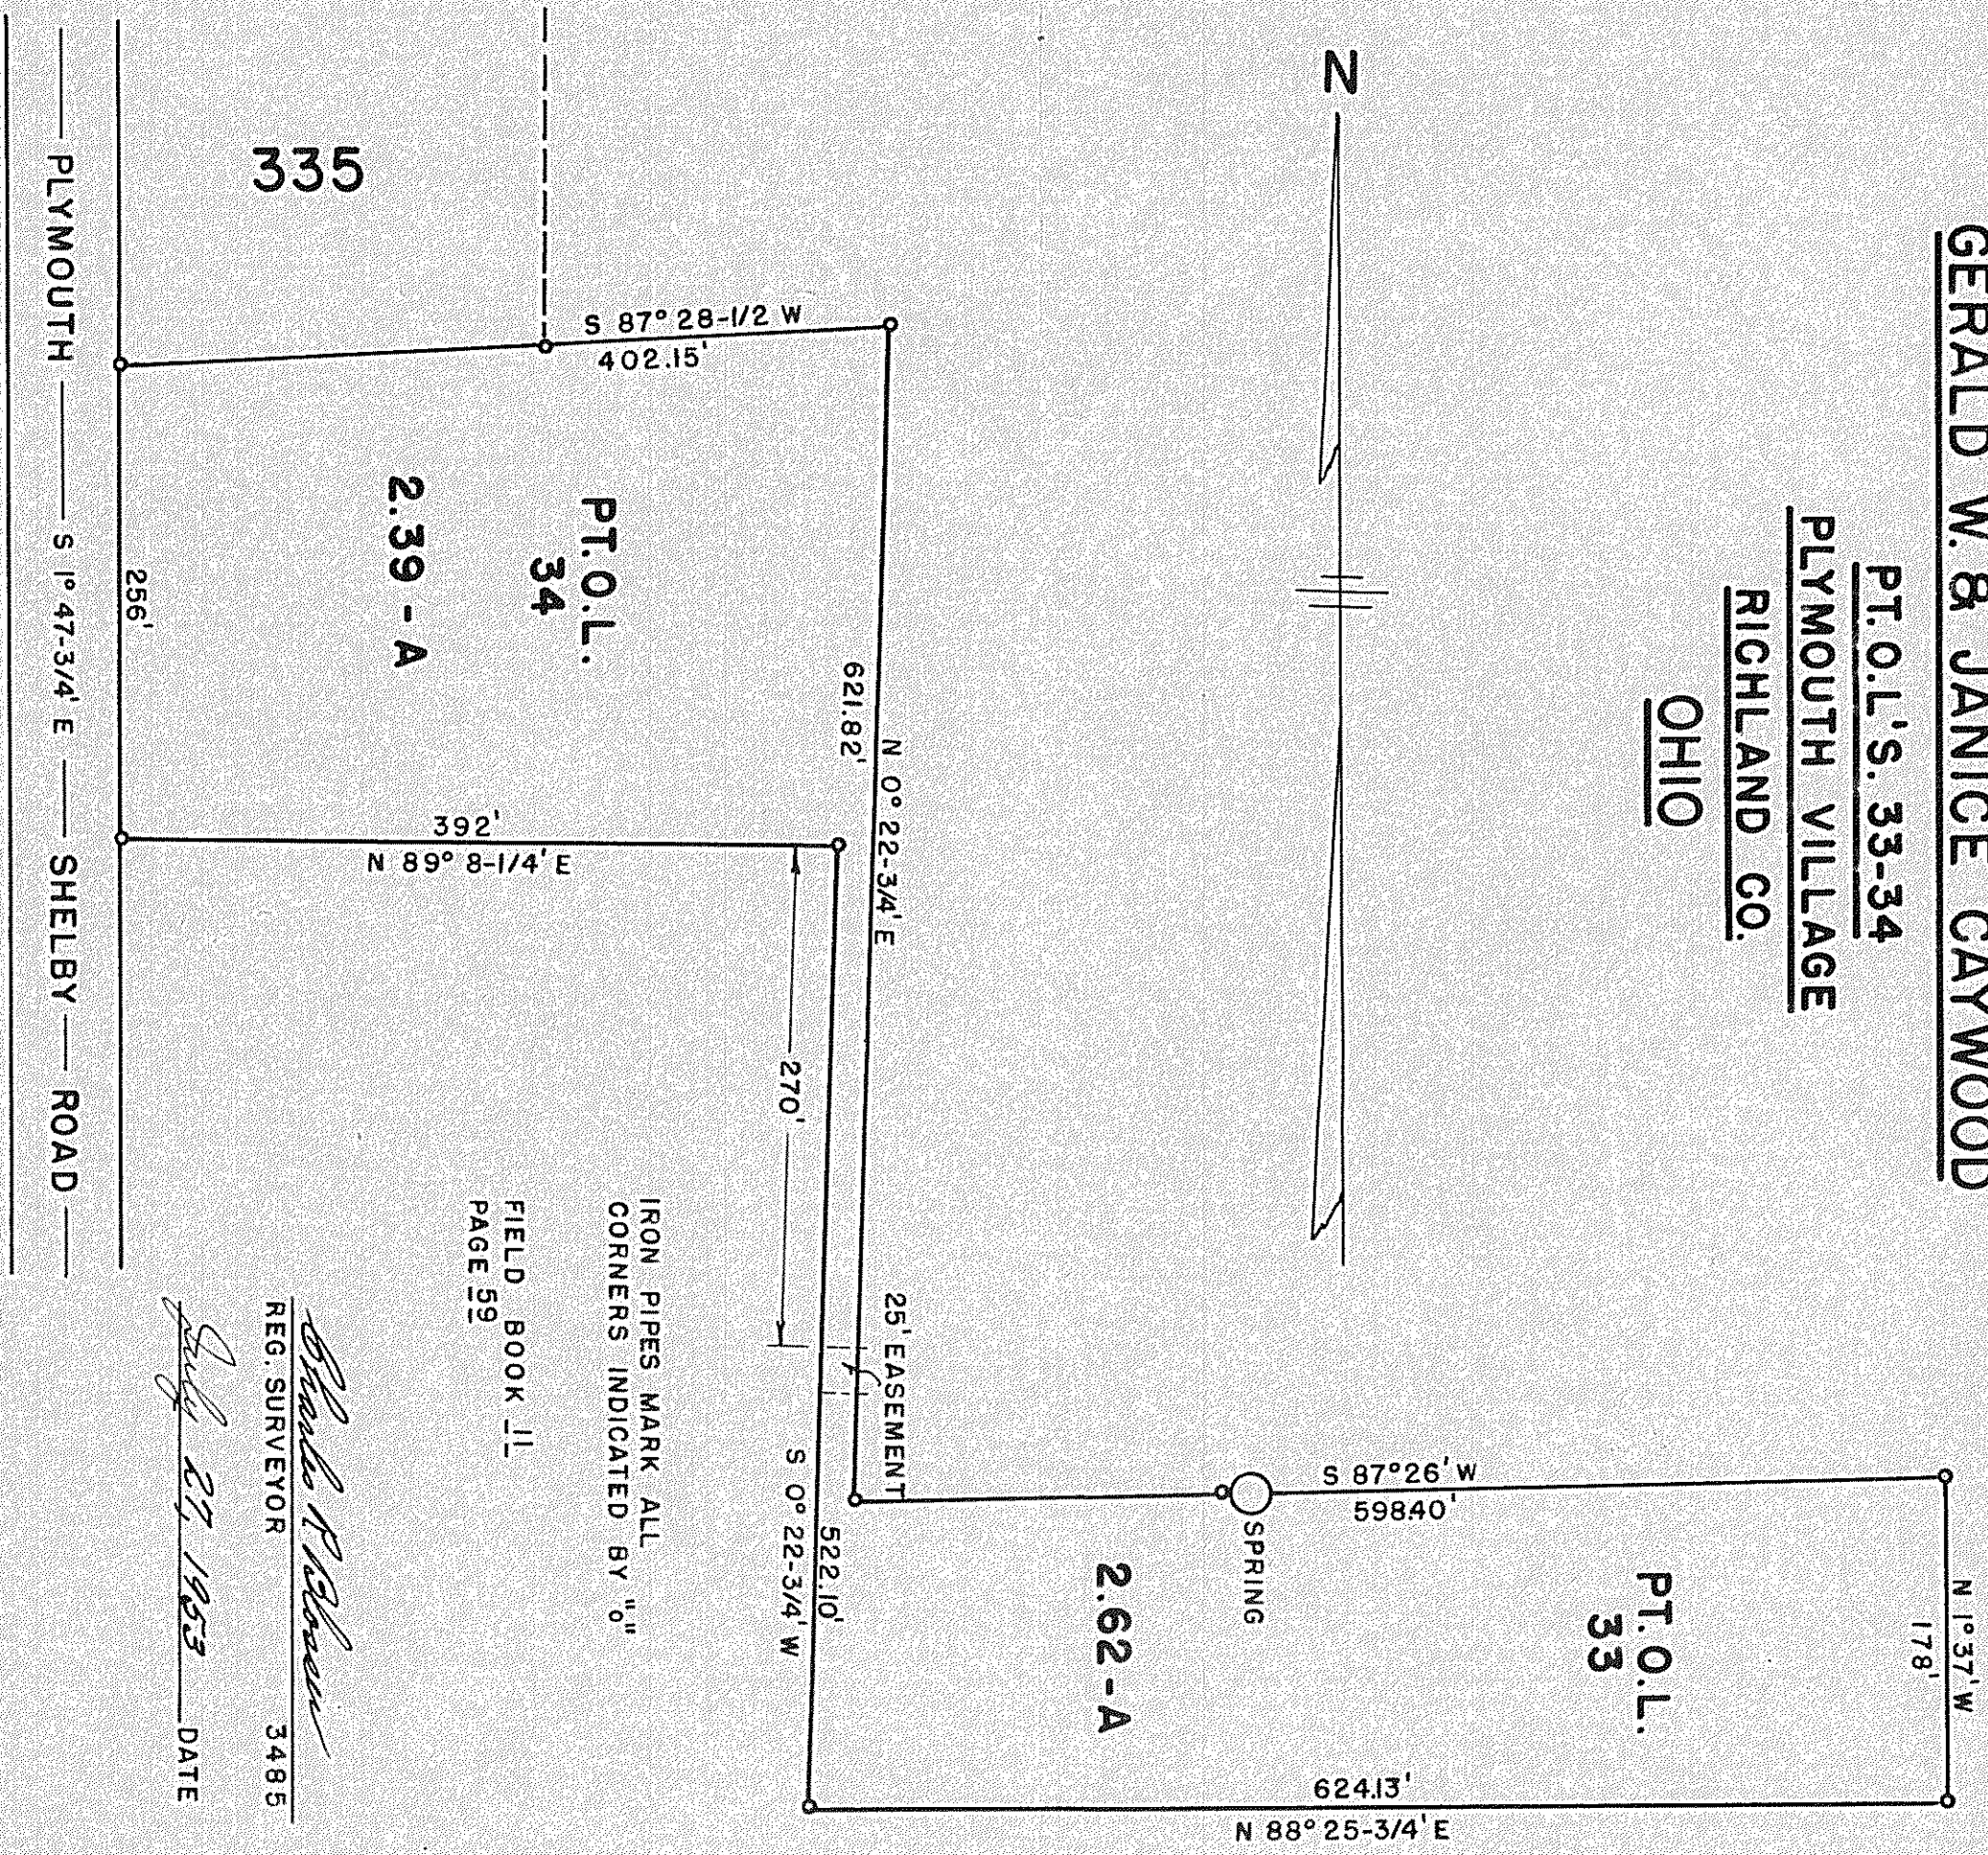 GERALD W. & JANICE CAYWOOD
PT. O.L'S. 33-34
PLYMOUTH VILLAGE
RICHLAND CO.
OHIO
N
N 1° 37' W
178'
PT. O.L.
33
2.62 - A
S 87° 26' W
598.40'
SPRING
624.13'
N 88° 25-3/4' E
25' EASEMENT
N 0° 22-3/4' E
621.82'
S 87° 28-1/2 W
402.15'
522.10'
S 0° 22-3/4' W
270'
PT. O.L.
34
2.39 - A
392'
N 89° 8-1/4' E
335
256'
PLYMOUTH S 1° 47-3/4' E SHELBY ROAD
IRON PIPES MARK ALL
CORNERS INDICATED BY "o"
FIELD BOOK 11
PAGE 59
REG. SURVEYOR 3485
July 27, 1953 DATE